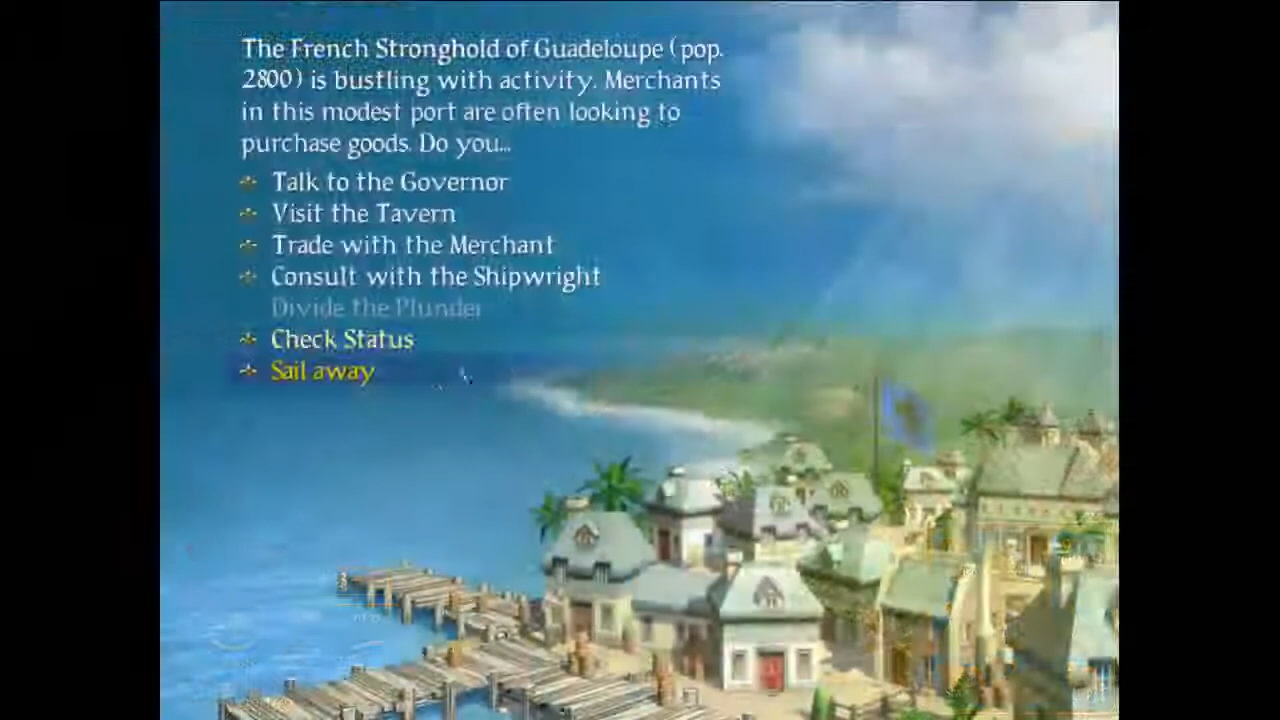 The French Stronghold of Guadeloupe (pop.
2800) is bustling with activity. Merchants
in this modest port are often looking to
purchase goods. Do you...
Talk to the Governor
Visit the Tavern
Trade with the Merchant
Consult with the Shipwright
Divide the Plunder
Check Status
Sail away